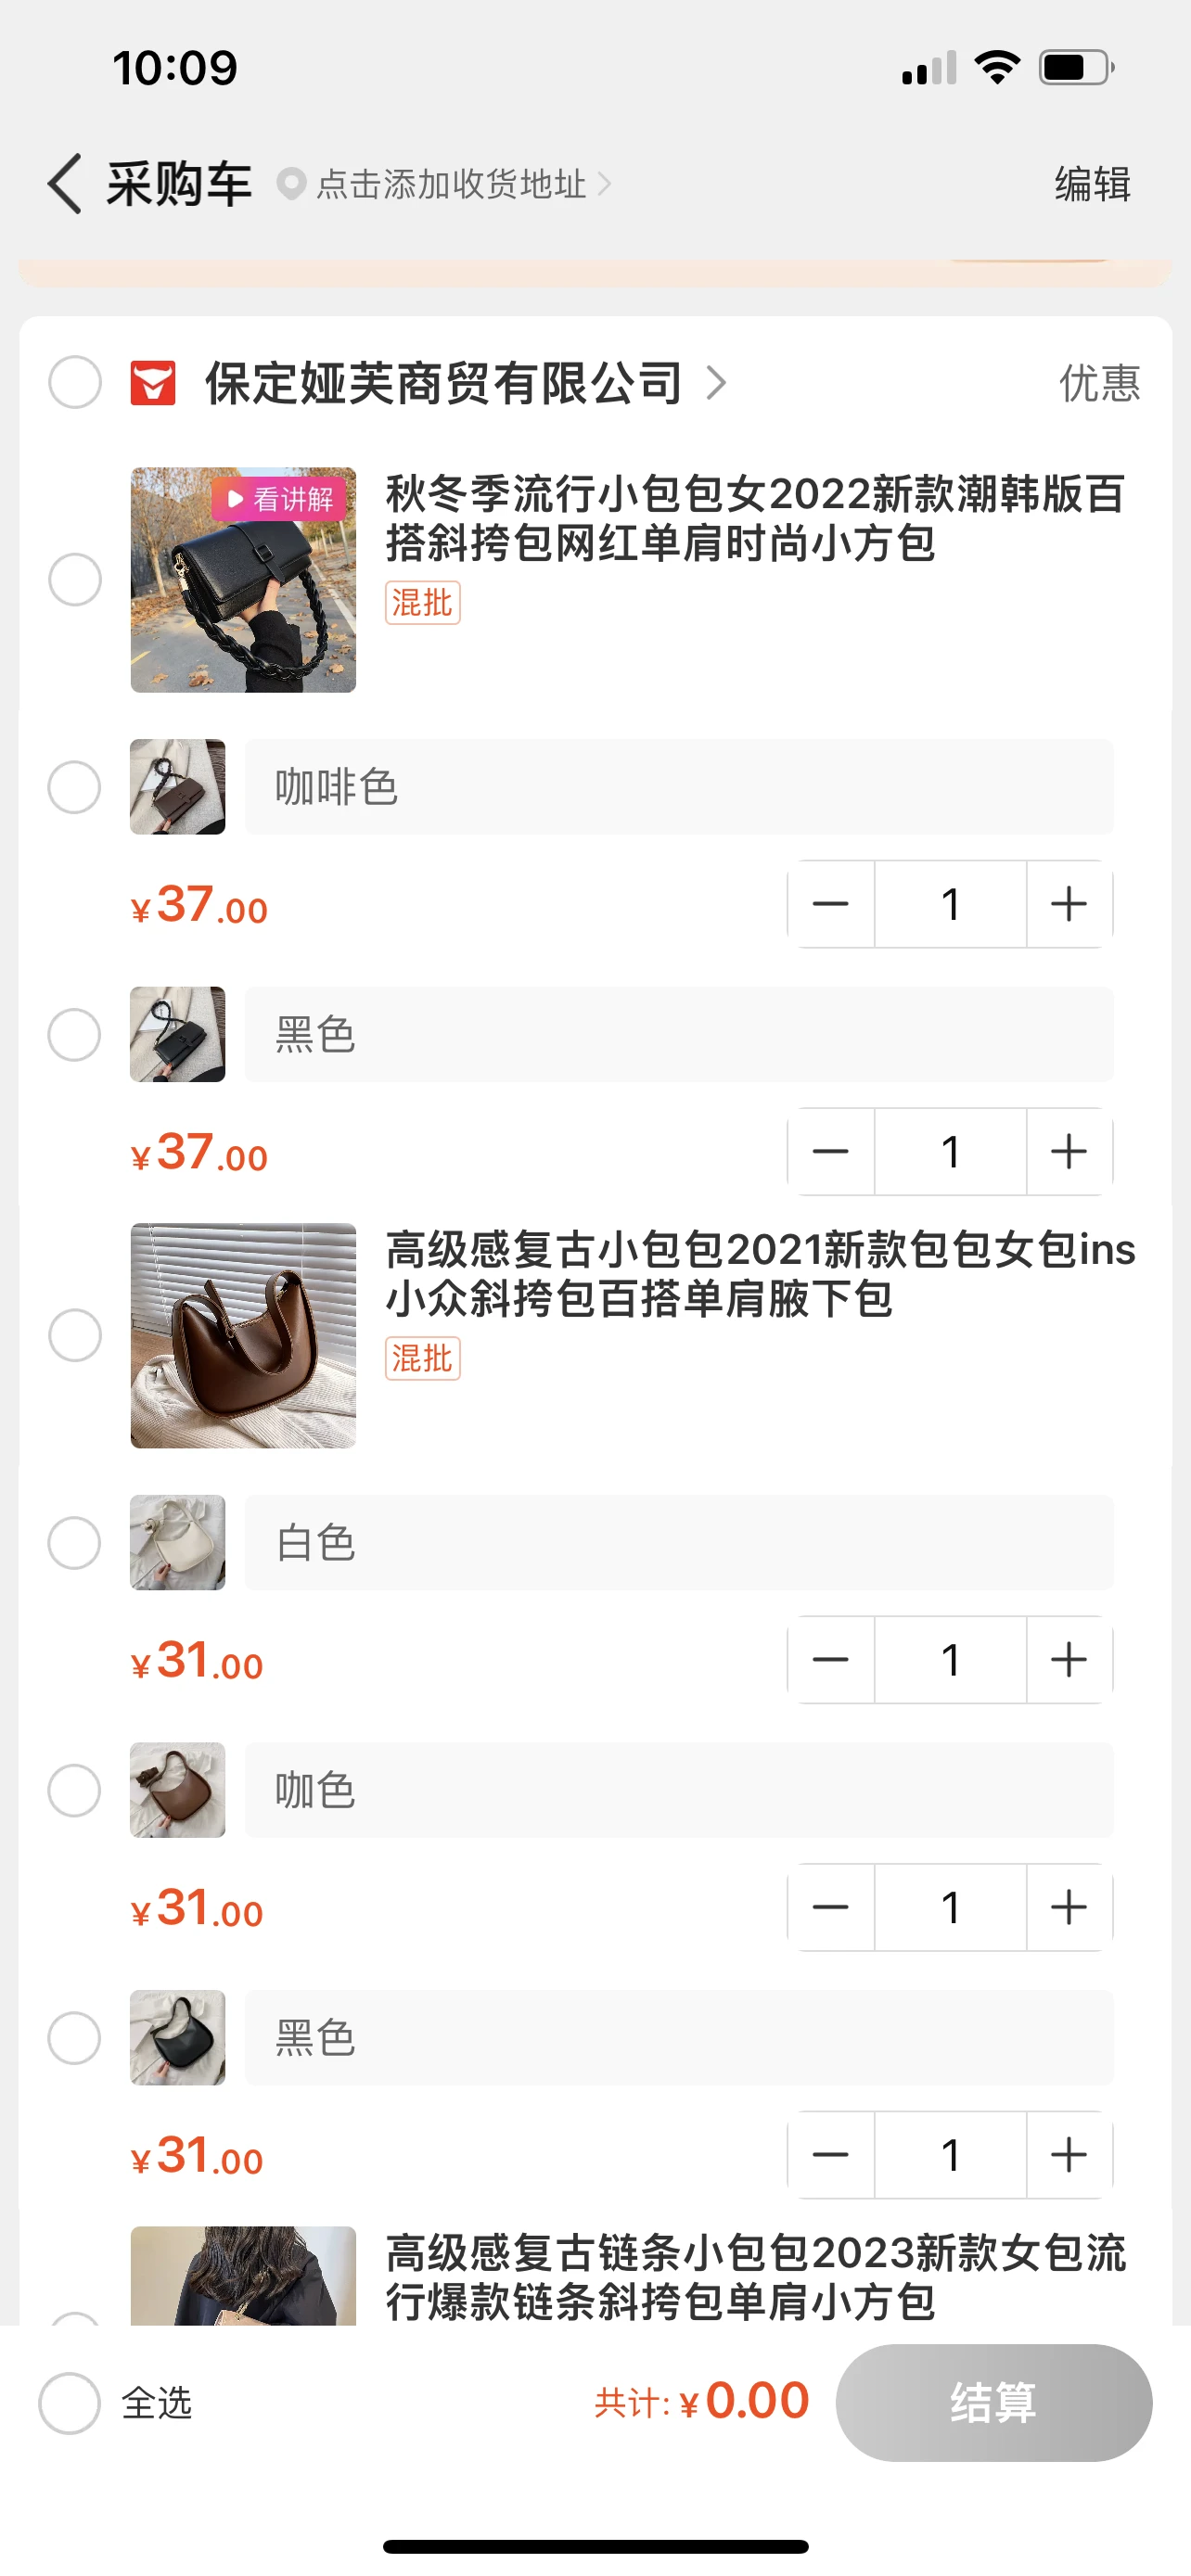 10:09
采购车 点击添加收货地址 编辑
保定娅芙商贸有限公司 优惠
看讲解
秋冬季流行小包包女2022新款潮韩版百
搭斜挎包网红单肩时尚小方包
混批
咖啡色
¥37.00 1
黑色
¥37.00 1
高级感复古小包包2021新款包包女包ins
小众斜挎包百搭单肩腋下包
混批
白色
¥31.00 1
咖色
¥31.00 1
黑色
¥31.00 1
高级感复古链条小包包2023新款女包流
行爆款链条斜挎包单肩小方包
全选 共计: ¥0.00 结算